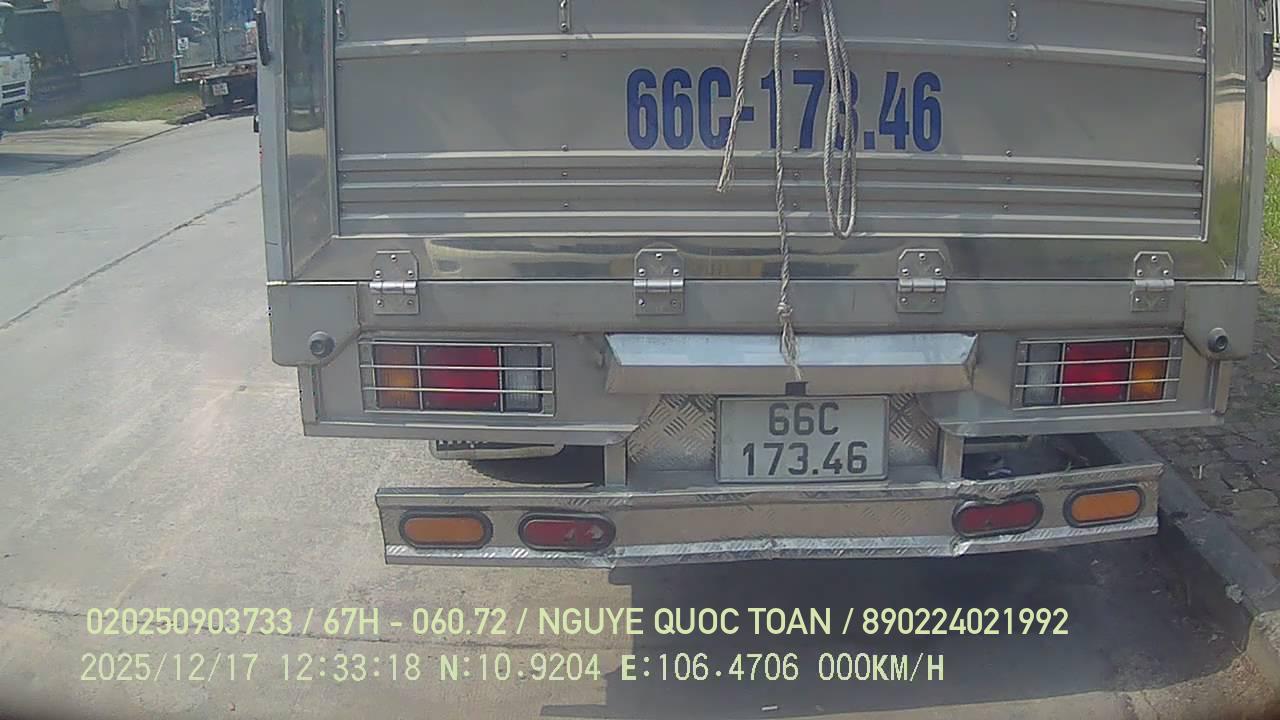 66C-173.46
66C
173.46
020250903733 / 67H - 060.72 / NGUYE QUOC TOAN / 890224021992
2025/12/17 12:33:18 N:10.9204 E:106.4706 000KM/H